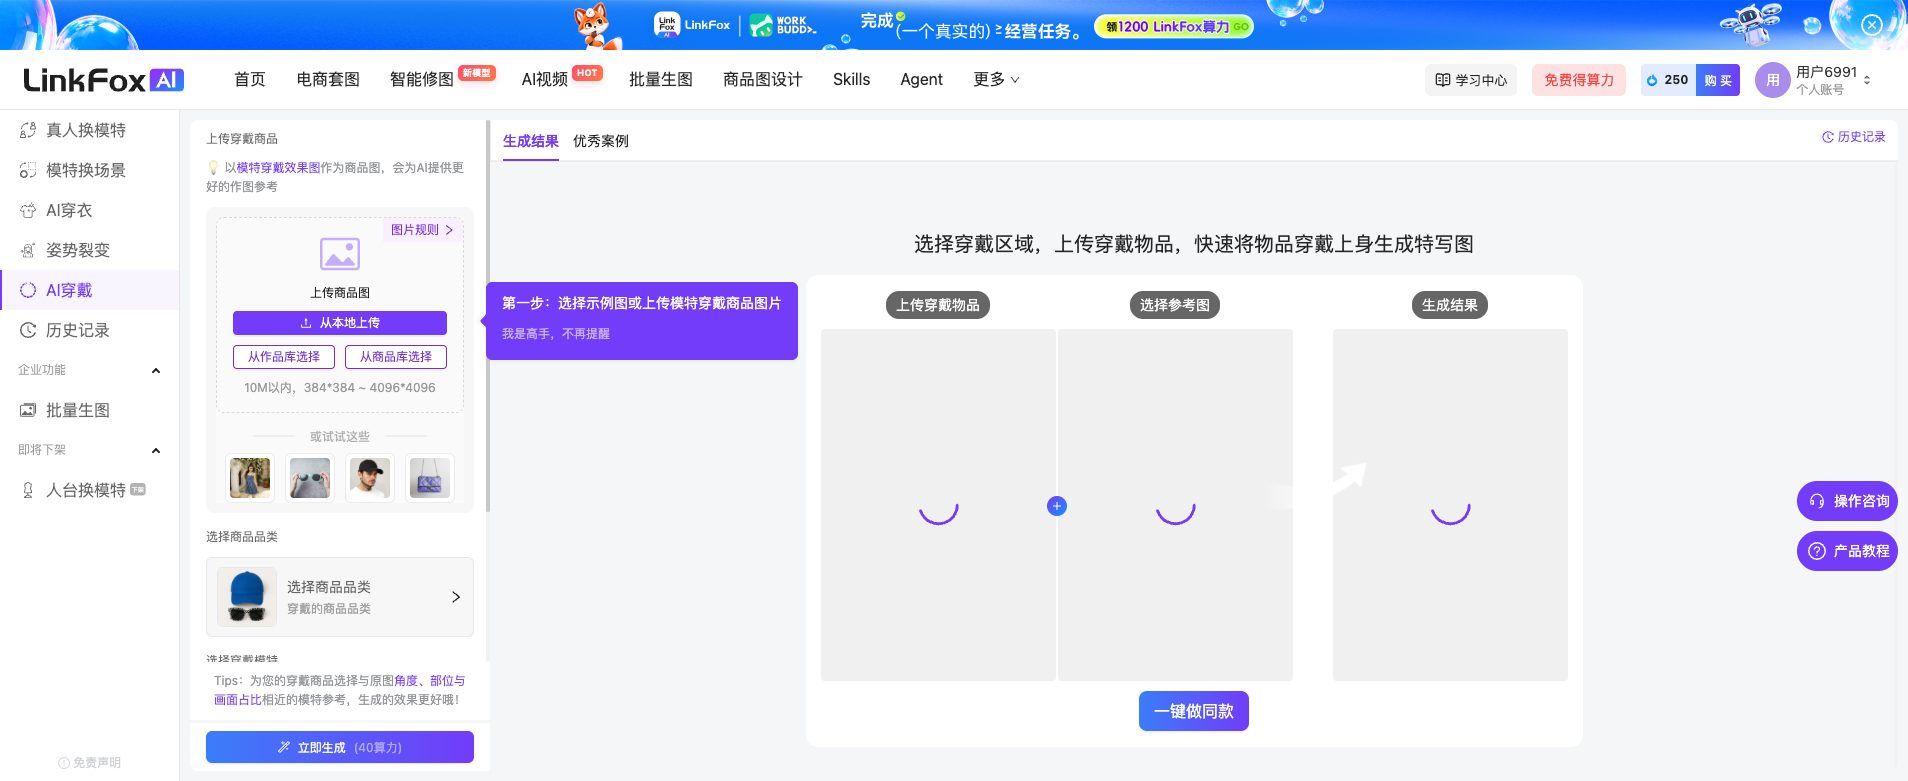 Link Fox AI LinkFox WORK BUDD>_ 完成 (一个真实的) 经营任务。 领1200 LinkFox算力 GO
LinkFox AI 首页 电商套图 智能修图 新模型 AI视频 HOT 批量生图 商品图设计 Skills Agent 更多 学习中心 免费得算力 250 购买 用 用户6991
个人账号
真人换模特
模特换场景
AI穿衣
姿势裂变
AI穿戴
历史记录
企业功能
批量生图
即将下架
人台换模特 下架
免责声明
上传穿戴商品
以模特穿戴效果图作为商品图，会为AI提供更
好的作图参考
图片规则
上传商品图
从本地上传
从作品库选择 从商品库选择
10M以内，384*384 ~ 4096*4096
或试试这些
选择商品品类
选择商品品类
穿戴的商品品类
选择穿戴模特
Tips：为您的穿戴商品选择与原图角度、部位与
画面占比相近的模特参考，生成的效果更好哦！
立即生成 (40算力)
生成结果 优秀案例 历史记录
第一步：选择示例图或上传模特穿戴商品图片
我是高手，不再提醒
选择穿戴区域，上传穿戴物品，快速将物品穿戴上身生成特写图
上传穿戴物品 选择参考图 生成结果
一键做同款
操作咨询
产品教程